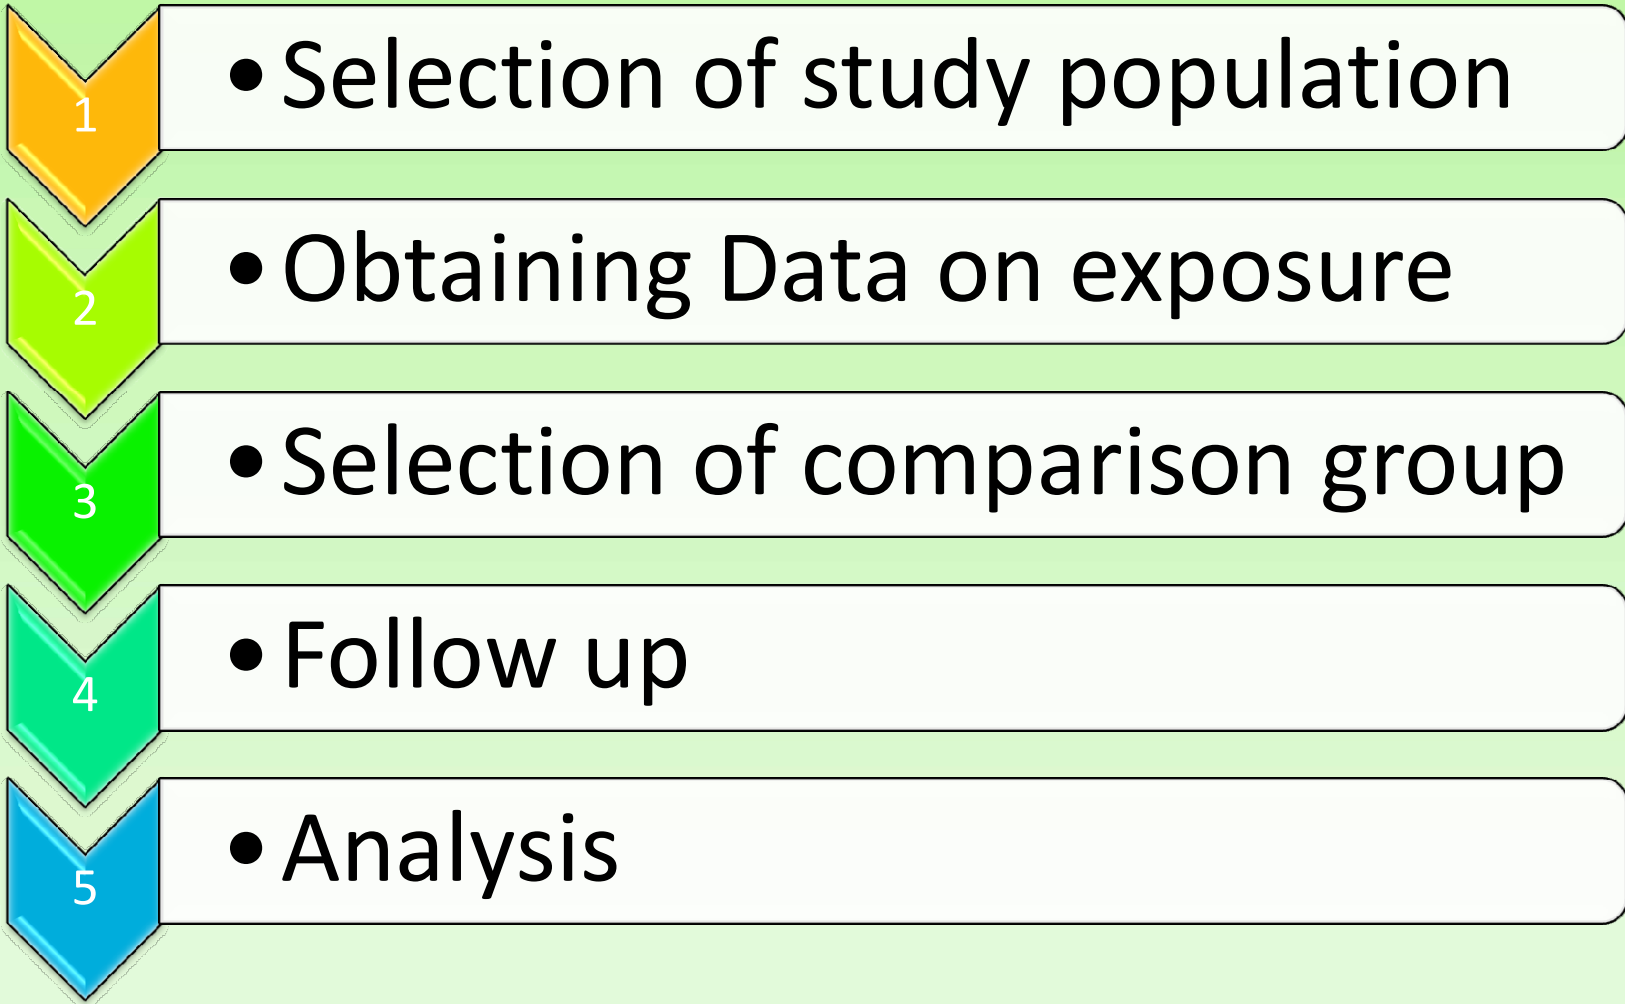 1
•Selection of study population
2
•Obtaining Data on exposure
3
•Selection of comparison group
4
•Follow up
5
•Analysis